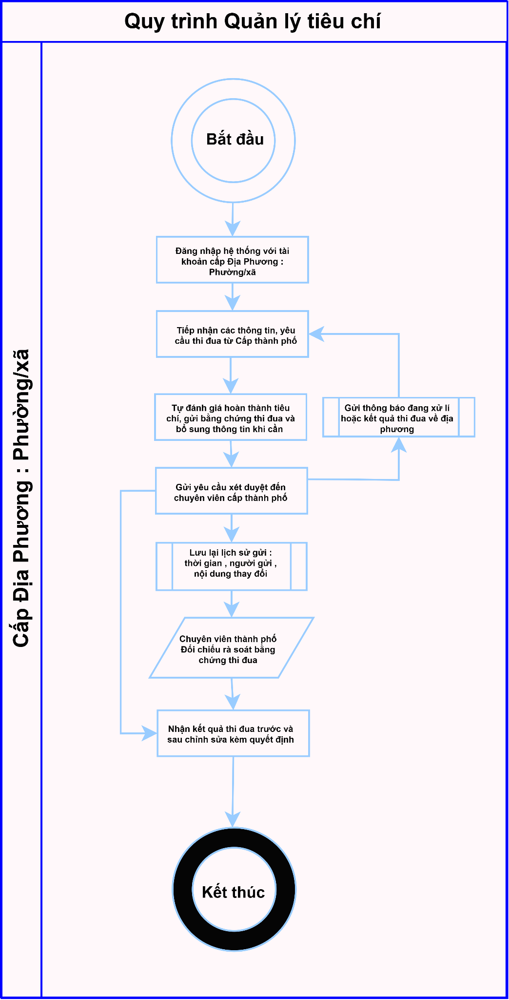 Quy trình Quản lý tiêu chí
Cấp Địa Phương : Phường/xã
Bắt đầu
Đăng nhập hệ thống với tài
khoản cấp Địa Phương :
Phường/xã
Tiếp nhận các thông tin, yêu
cầu thi đua từ Cấp thành phố
Tự đánh giá hoàn thành tiêu
chí, gửi bằng chứng thi đua và
bổ sung thông tin khi cần
Gửi thông báo đang xử lí
hoặc kết quả thi đua về địa
phương
Gửi yêu cầu xét duyệt đến
chuyên viên cấp thành phố
Lưu lại lịch sử gửi :
thời gian , người gửi ,
nội dung thay đổi
Chuyên viên thành phố
Đối chiếu rà soát bằng
chứng thi đua
Nhận kết quả thi đua trước và
sau chỉnh sửa kèm quyết định
Kết thúc